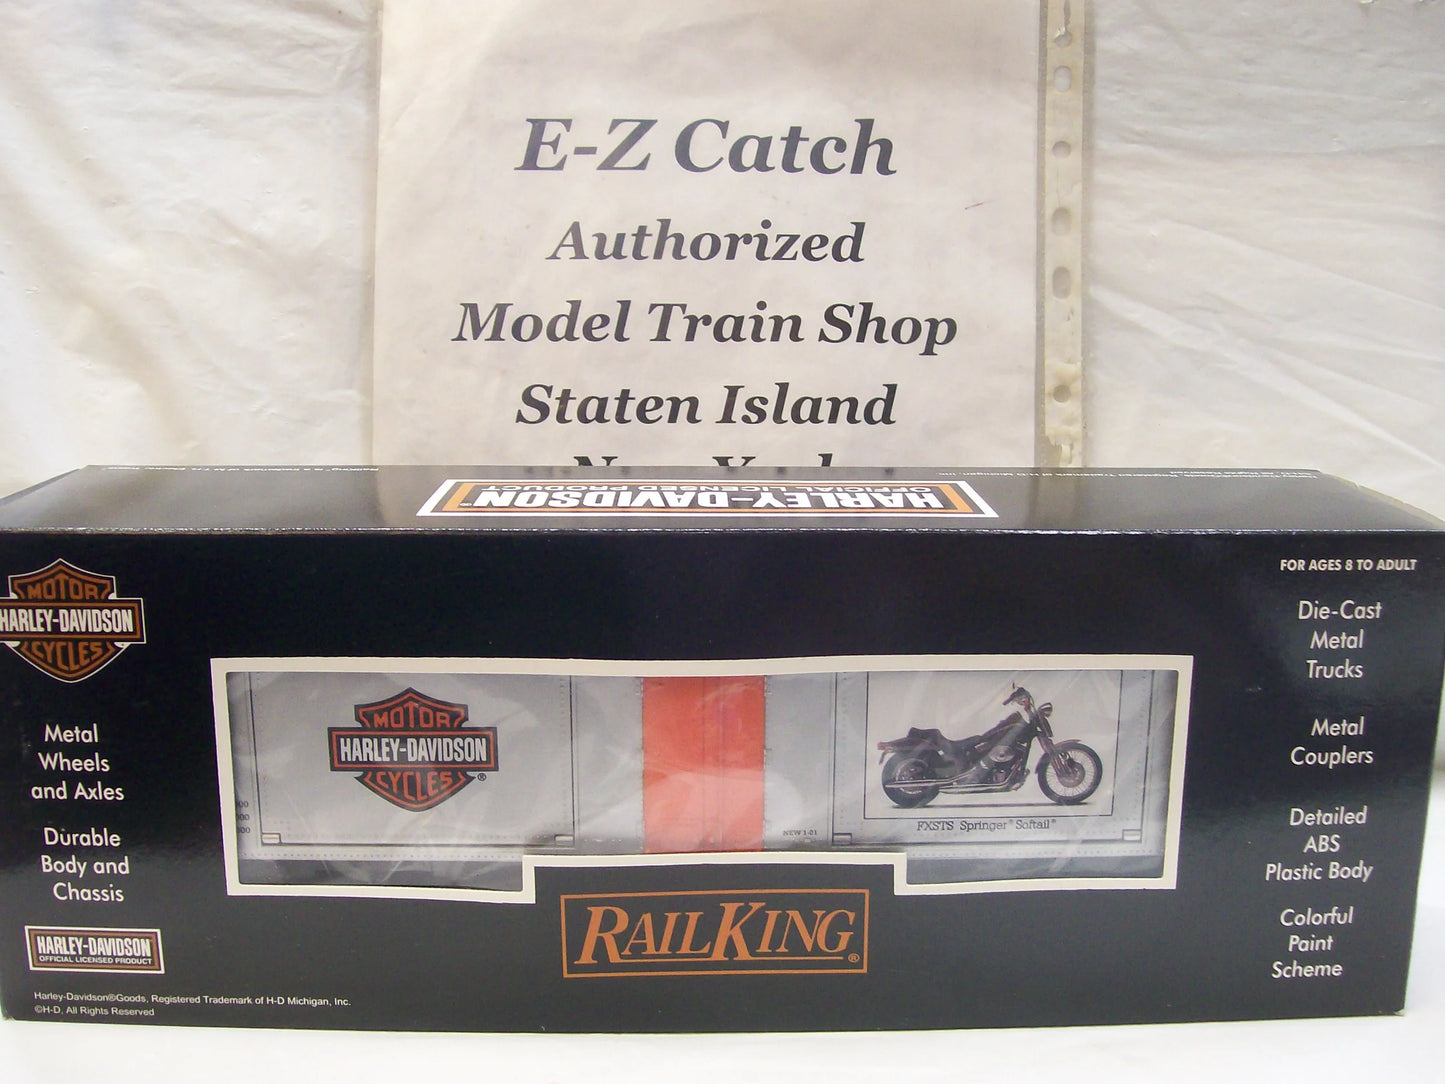 E-Z Catch
Authorized
Model Train Shop
Staten Island
New York
HARLEY-DAVIDSON
OFFICIAL LICENSED PRODUCT
MOTOR
HARLEY-DAVIDSON
CYCLES
Metal
Wheels
and Axles
Durable
Body and
Chassis
HARLEY-DAVIDSON
OFFICIAL LICENSED PRODUCT
Harley-Davidson®Goods, Registered Trademark of H-D Michigan, Inc.
©H-D, All Rights Reserved
MOTOR
HARLEY-DAVIDSON
CYCLES®
NEW 1-01
FXSTS Springer® Softail®
RAILKING®
FOR AGES 8 TO ADULT
Die-Cast
Metal
Trucks
Metal
Couplers
Detailed
ABS
Plastic Body
Colorful
Paint
Scheme